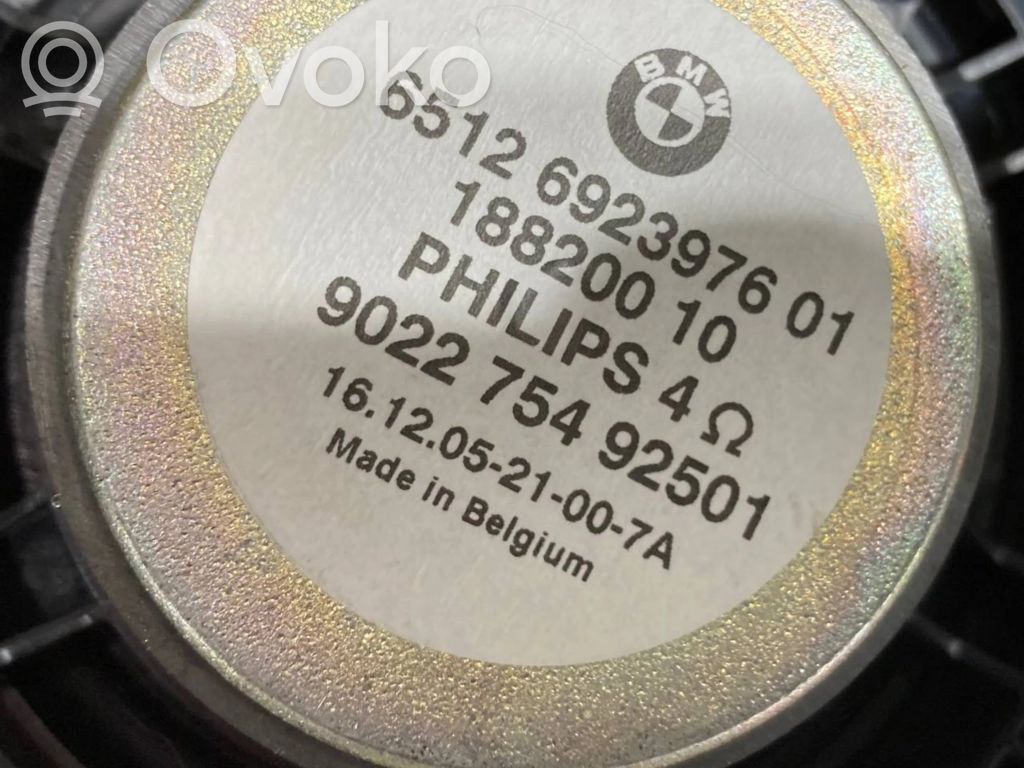 Ovoko
BMW
6512 6923976 01
188200 10
PHILIPS 4 Ω
9022 754 92501
16.12.05-21-00-7A
Made in Belgium